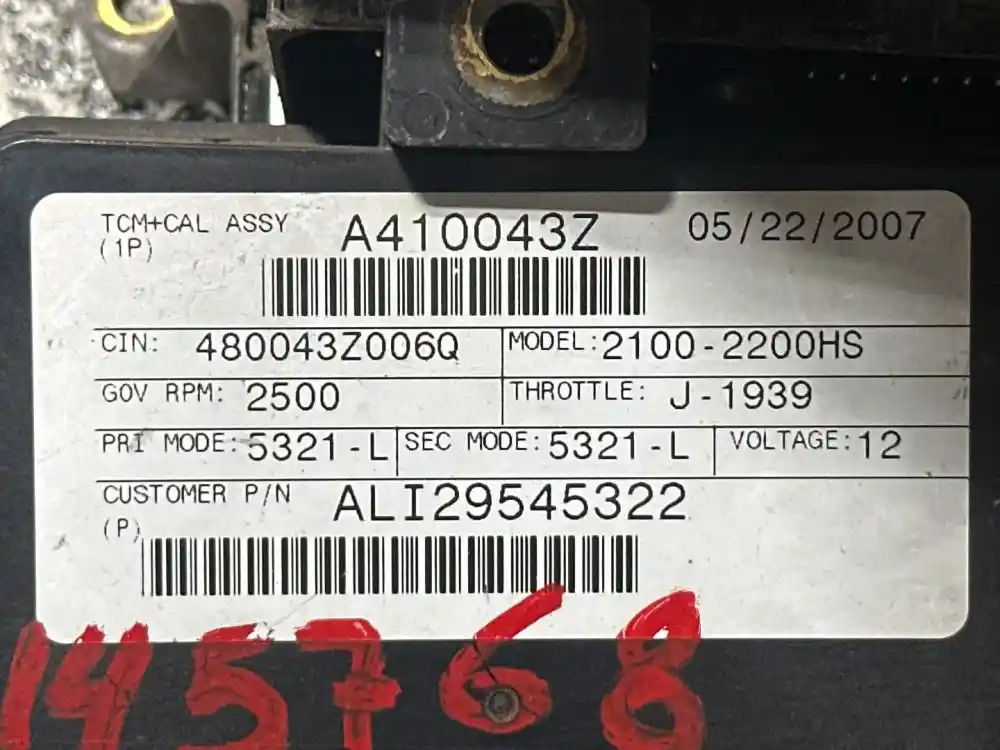 TCM+CAL ASSY A410043Z 05/22/2007
(1P)
CIN: 480043Z006Q MODEL: 2100-2200HS
GOV RPM: 2500 THROTTLE: J-1939
PRI MODE: 5321-L SEC MODE: 5321-L VOLTAGE: 12
CUSTOMER P/N ALI29545322
(P)
145768